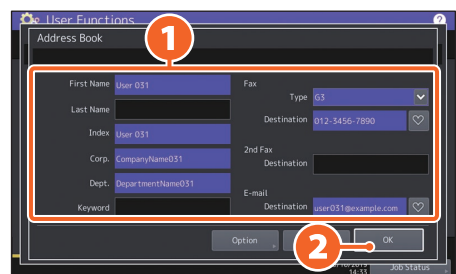 User Functions
?
Address Book
1
First Name User 031
Last Name
Index User 031
Corp. CompanyName031
Dept. DepartmentName031
Keyword
Fax
Type G3
Destination 012-3456-7890
2nd Fax
Destination
E-mail
Destination user031@example.com
Option
2
OK
2019
14:33
Job Status